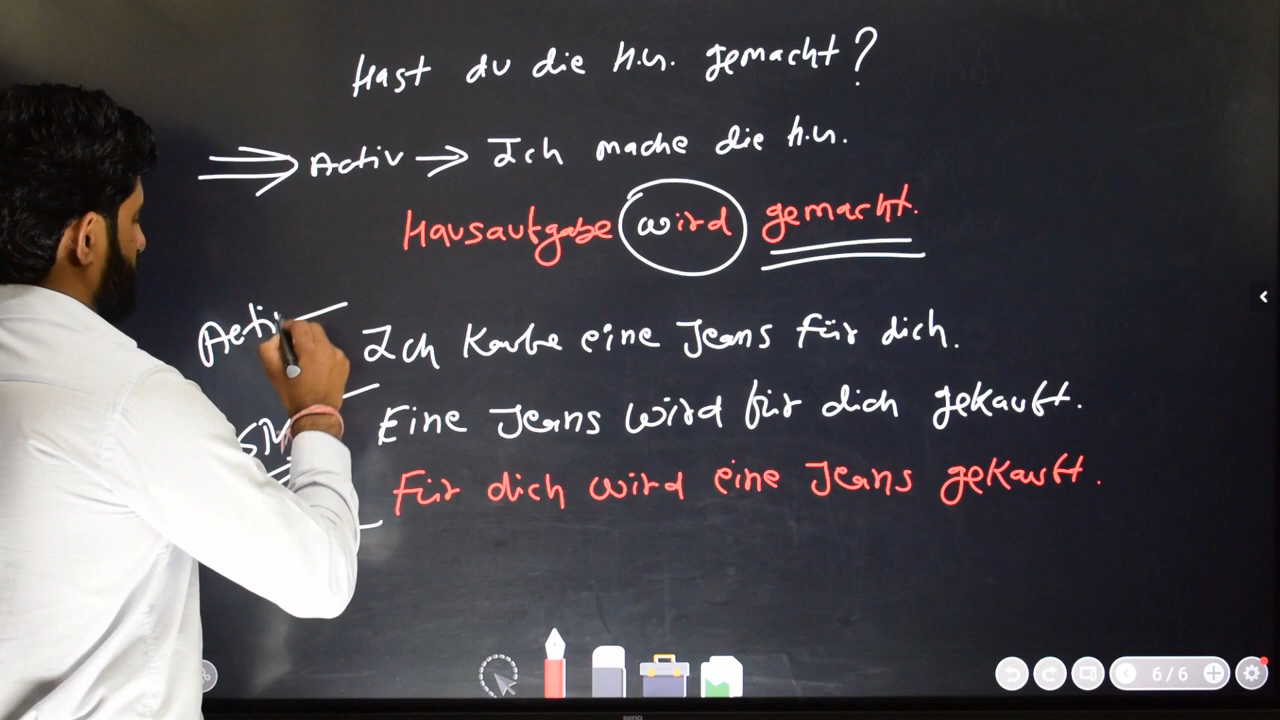 Hast du die H.U. gemacht?
Activ → Ich mache die H.U.
Hausaufgabe wird gemacht.
Ich Kaufe eine Jeans für dich.
Eine Jeans wird für dich gekauft.
Für dich wird eine Jeans gekauft.
6/6
BENQ